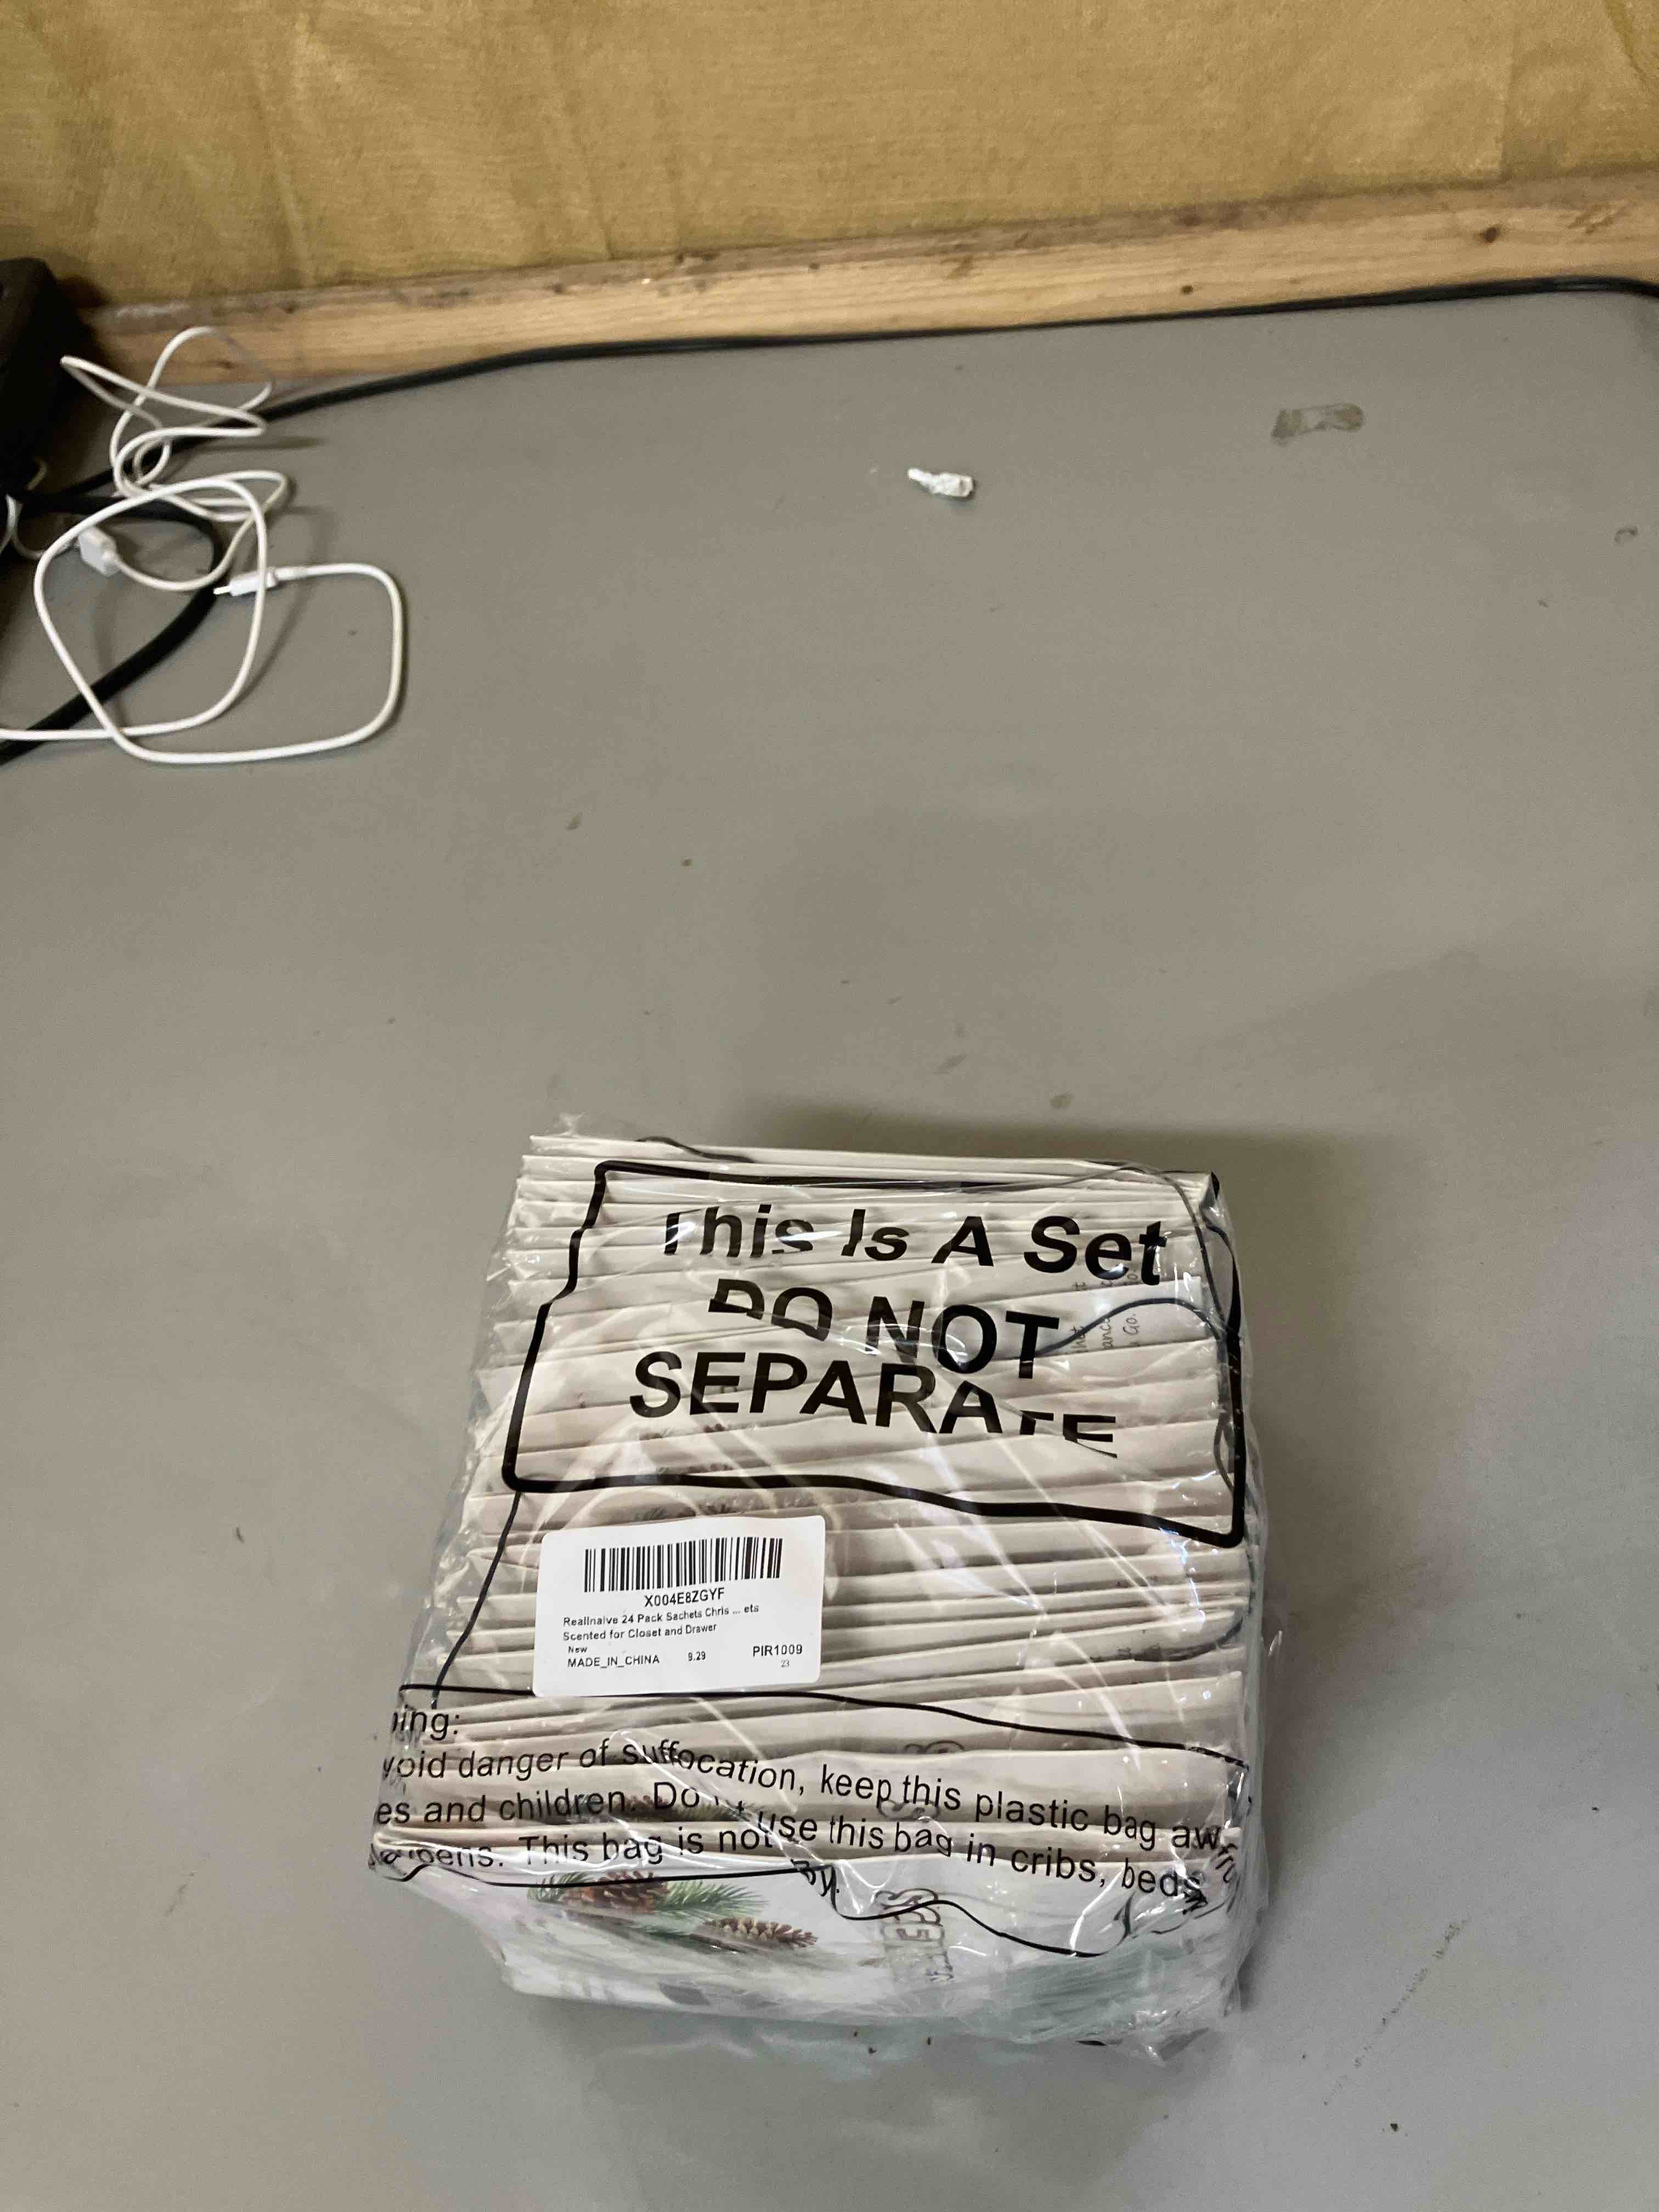 This Is A Set
DO NOT
SEPARATE
X004E8ZGYF
Reallnaive 24 Pack Sachets Chris ... ets
Scented for Closet and Drawer
New
MADE_IN_CHINA 9.29 PIR1009
23
ning:
void danger of suffocation, keep this plastic bag aw
es and children. Do use this bag in cribs, beds
pens. This bag is not